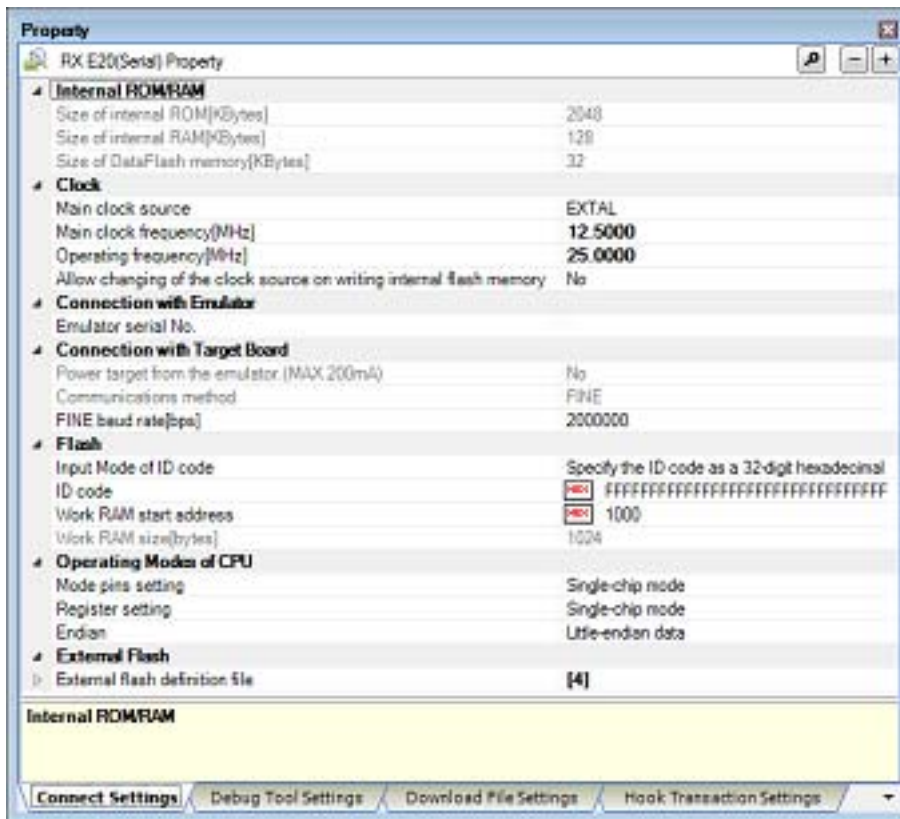 Property
RX E20(Serial) Property
Internal ROM/RAM
Size of internal ROM[KBytes] 2048
Size of internal RAM[KBytes] 128
Size of DataFlash memory[KBytes] 32
Clock
Main clock source EXTAL
Main clock frequency[MHz] 12.5000
Operating frequency[MHz] 25.0000
Allow changing of the clock source on writing internal flash memory No
Connection with Emulator
Emulator serial No.
Connection with Target Board
Power target from the emulator.(MAX 200mA) No
Communications method FINE
FINE baud rate[bps] 2000000
Flash
Input Mode of ID code Specify the ID code as a 32-digit hexadecimal
ID code HEX FFFFFFFFFFFFFFFFFFFFFFFFFFFFFFFF
Work RAM start address HEX 1000
Work RAM size[bytes] 1024
Operating Modes of CPU
Mode pins setting Single-chip mode
Register setting Single-chip mode
Endian Little-endian data
External Flash
External flash definition file [4]
Internal ROM/RAM
Connect Settings Debug Tool Settings Download File Settings Hook Transaction Settings